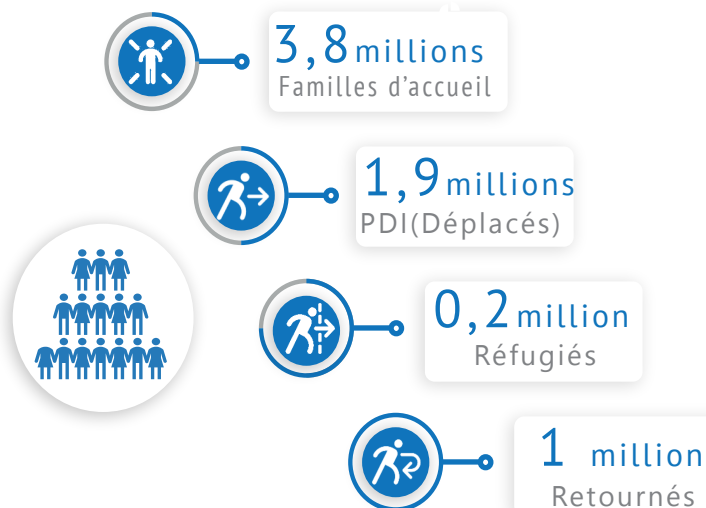 3,8 millions
Familles d'accueil
1,9 millions
PDI(Déplacés)
0,2 million
Réfugiés
1 million
Retournés